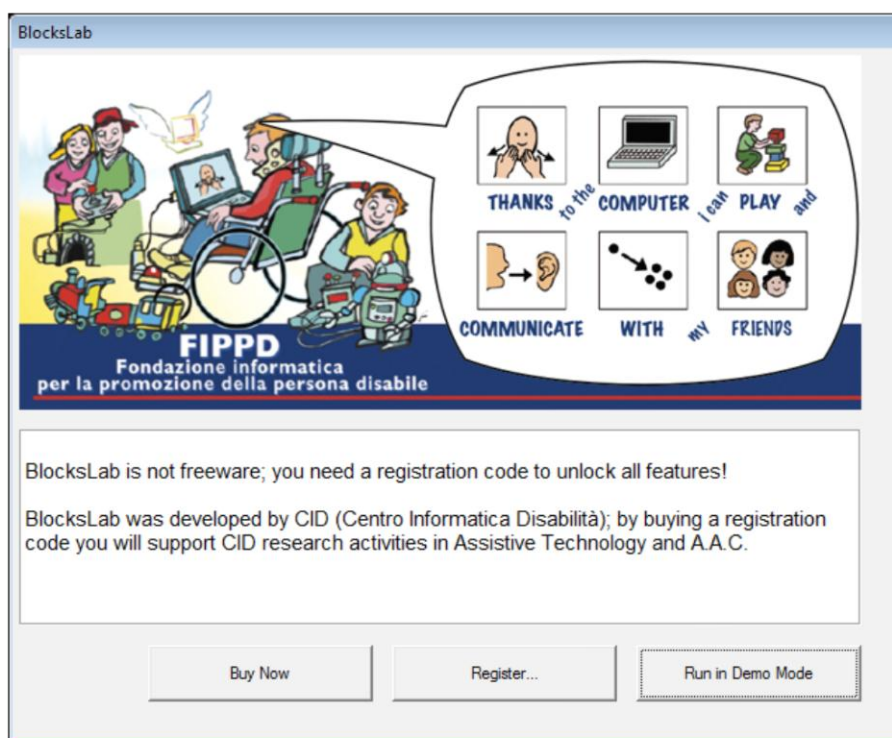 BlocksLab
THANKS to the COMPUTER i can PLAY and
COMMUNICATE WITH my FRIENDS
FIPPD
Fondazione informatica
per la promozione della persona disabile
BlocksLab is not freeware; you need a registration code to unlock all features!
BlocksLab was developed by CID (Centro Informatica Disabilità); by buying a registration
code you will support CID research activities in Assistive Technology and A.A.C.
Buy Now
Register...
Run in Demo Mode